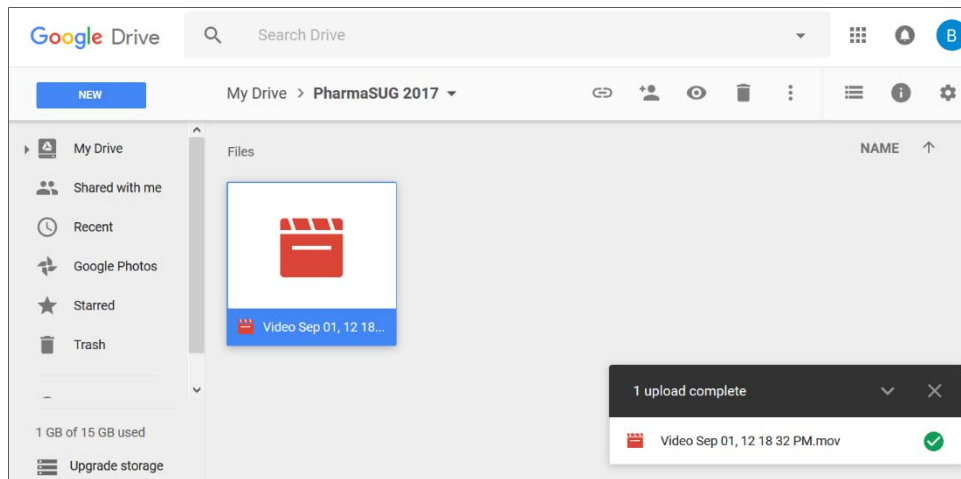 Google Drive
Search Drive
B
NEW
My Drive > PharmaSUG 2017
My Drive
Shared with me
Recent
Google Photos
Starred
Trash
1 GB of 15 GB used
Upgrade storage
Files
NAME
Video Sep 01, 12 18...
1 upload complete
Video Sep 01, 12 18 32 PM.mov